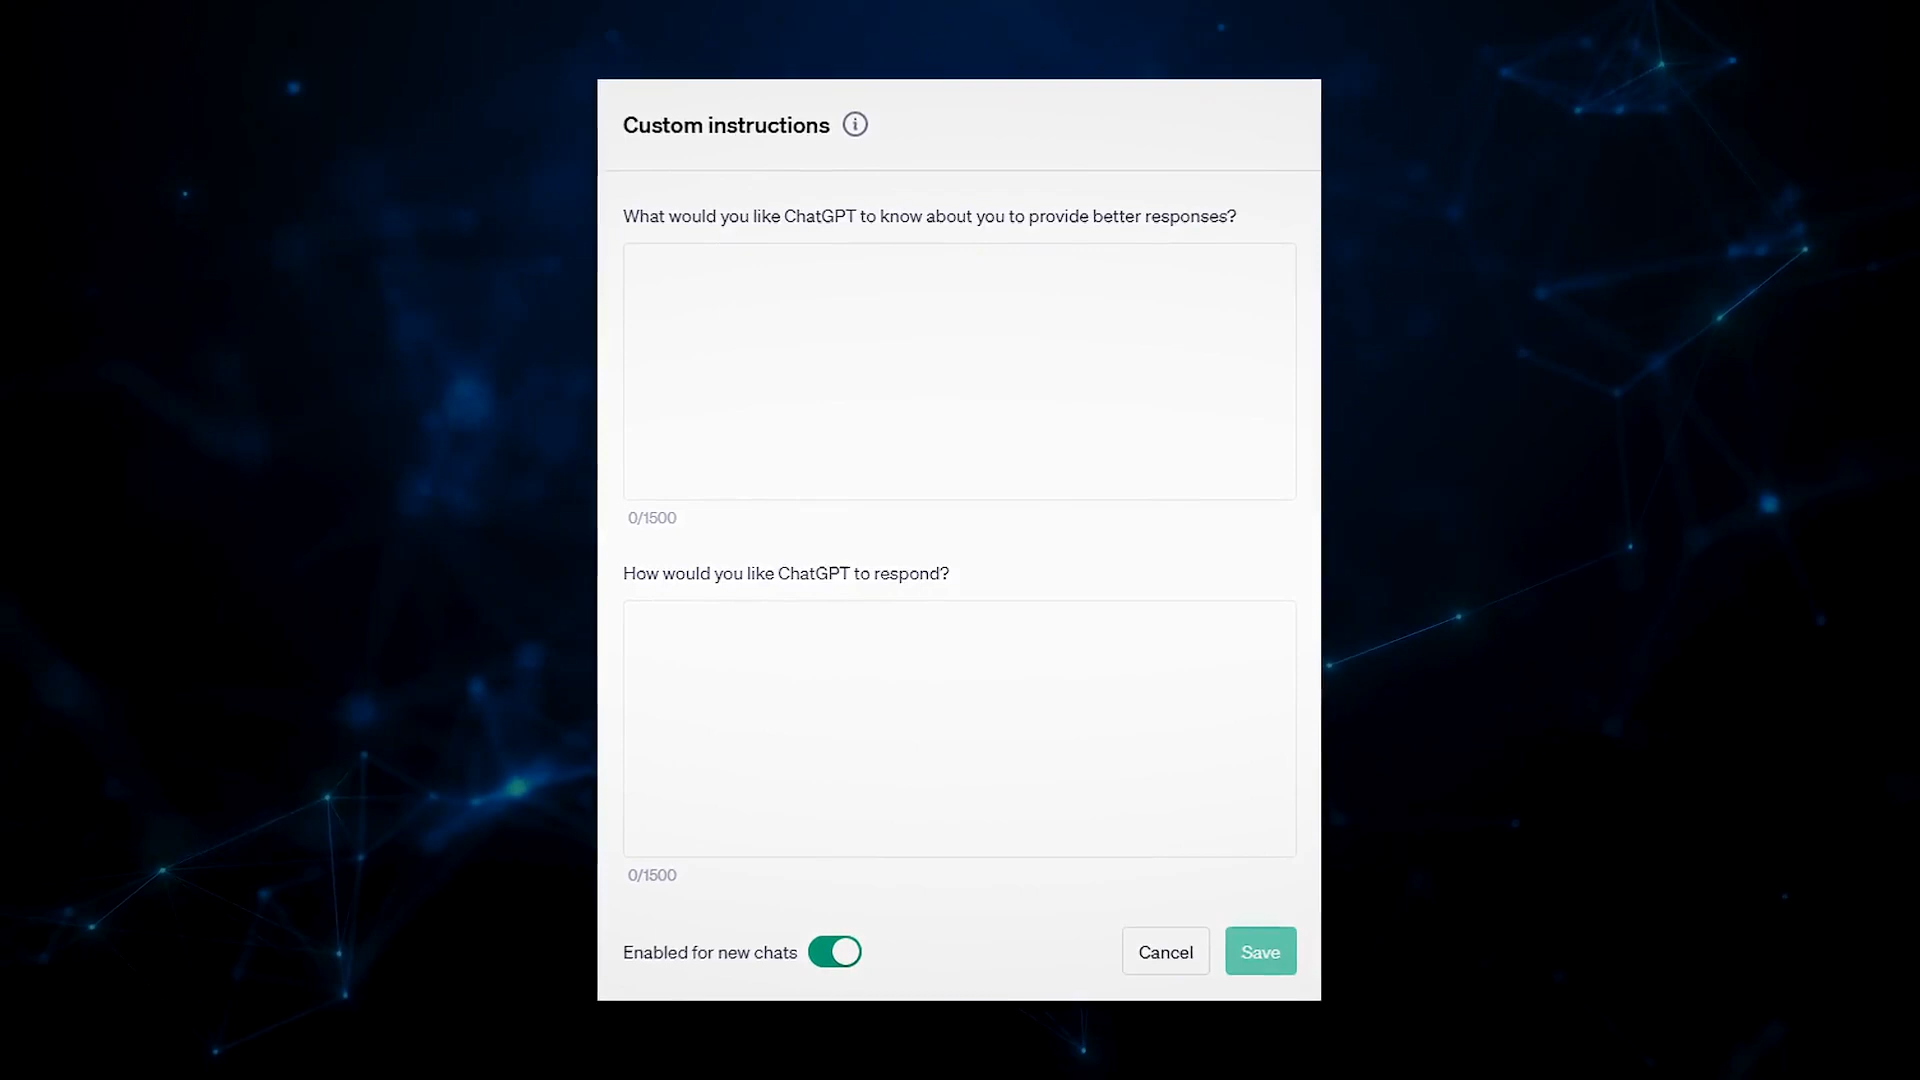 Custom instructions
What would you like ChatGPT to know about you to provide better responses?
0/1500
How would you like ChatGPT to respond?
0/1500
Enabled for new chats
Cancel
Save